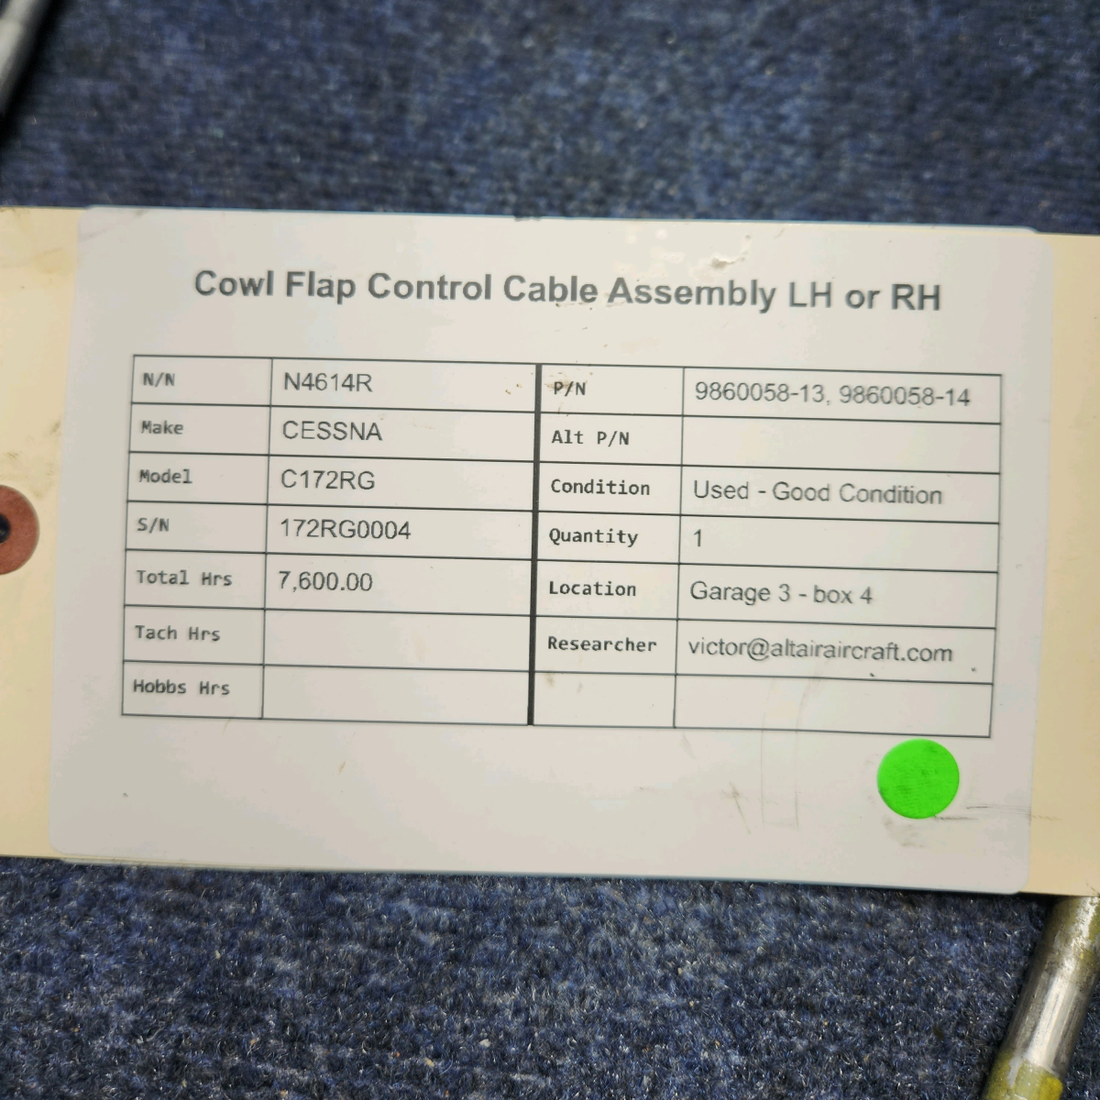 Cowl Flap Control Cable Assembly LH or RH
N/N N4614R P/N 9860058-13, 9860058-14
Make CESSNA Alt P/N
Model C172RG Condition Used - Good Condition
S/N 172RG0004 Quantity 1
Total Hrs 7,600.00 Location Garage 3 - box 4
Tach Hrs Researcher victor@altairaircraft.com
Hobbs Hrs